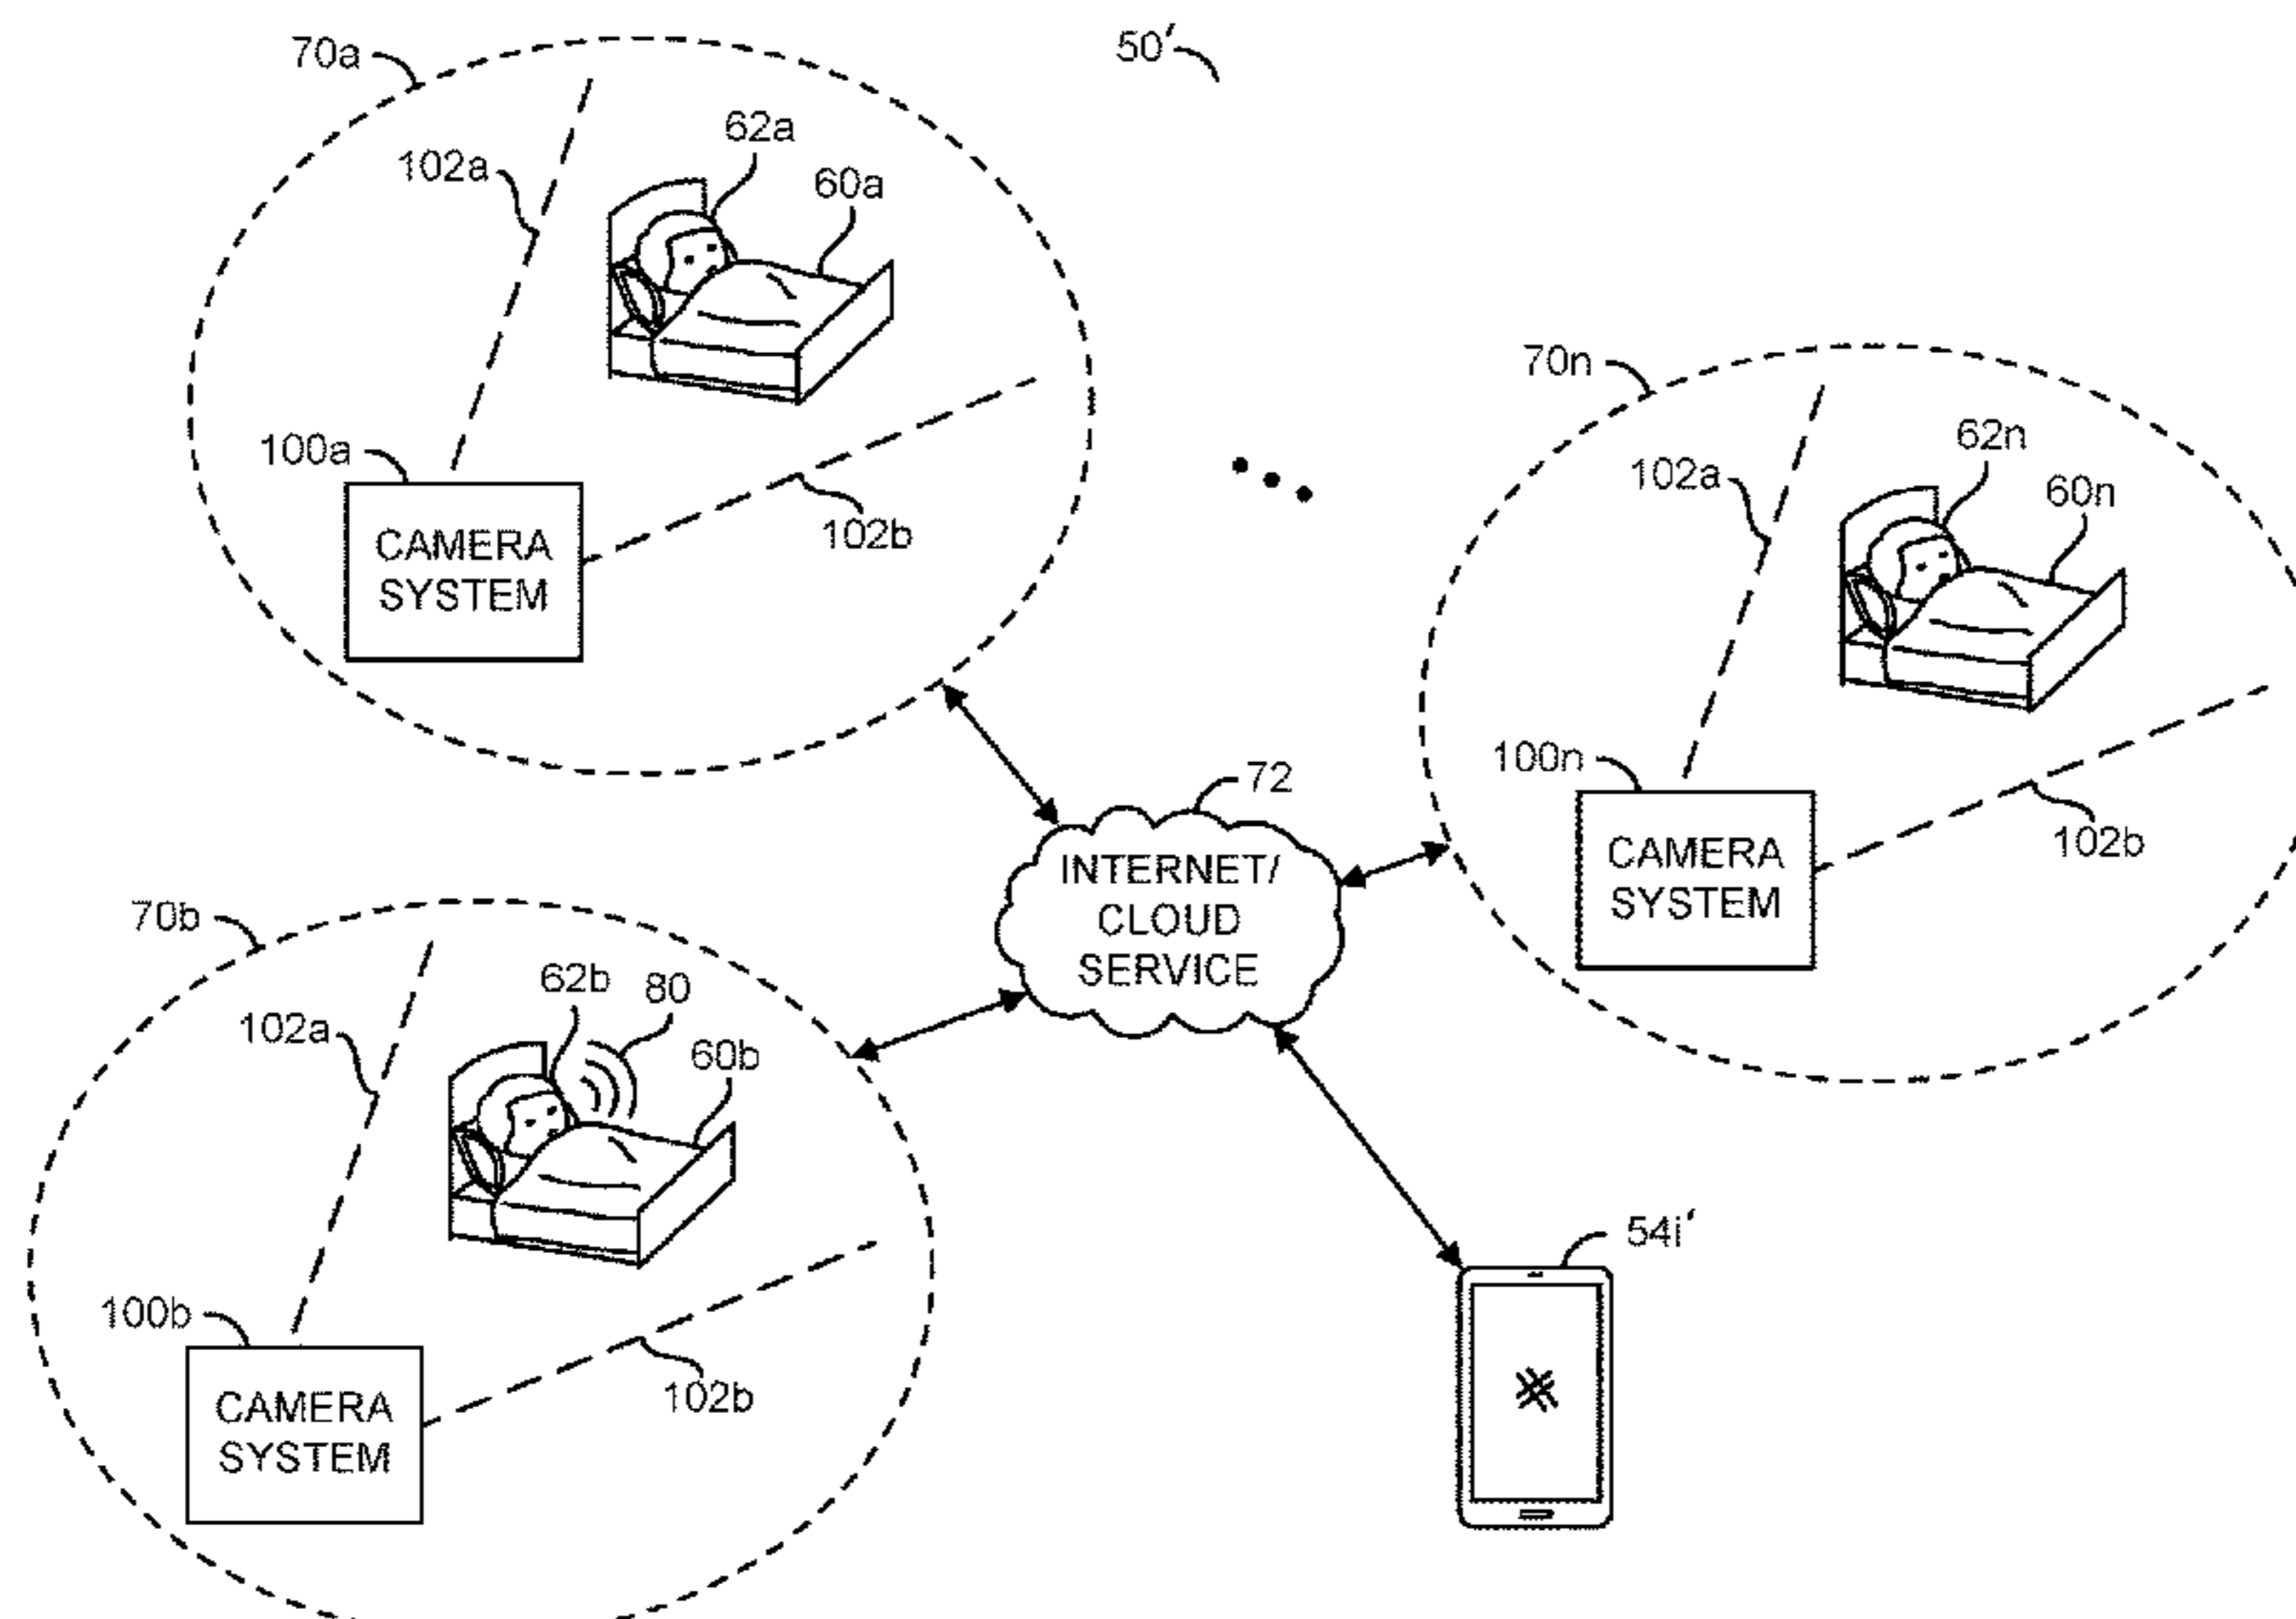 50′
70a
62a
102a
60a
100a
102b
CAMERA
SYSTEM
70n
62n
102a
60n
100n
102b
CAMERA
SYSTEM
72
INTERNET/
CLOUD
SERVICE
70b
62b
80
102a
60b
100b
102b
CAMERA
SYSTEM
54i′